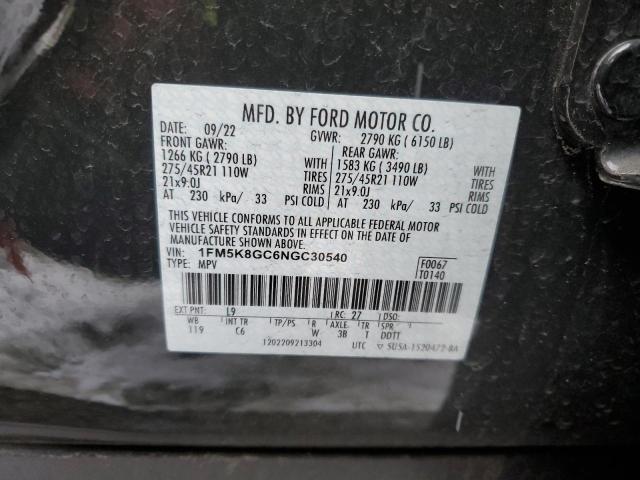 MFD. BY FORD MOTOR CO.
DATE: 09/22 GVWR: 2790 KG ( 6150 LB)
FRONT GAWR: REAR GAWR:
1266 KG ( 2790 LB) WITH 1583 KG ( 3490 LB) WITH
275/45R21 110W TIRES 275/45R21 110W TIRES
21x9.0J RIMS 21x9.0J RIMS
AT 230 kPa/ 33 PSI COLD AT 230 kPa/ 33 PSI COLD
THIS VEHICLE CONFORMS TO ALL APPLICABLE FEDERAL MOTOR
VEHICLE SAFETY STANDARDS IN EFFECT ON THE DATE OF
MANUFACTURE SHOWN ABOVE.
VIN: 1FM5K8GC6NGC30540 F0067
TYPE: MPV T0140
EXT PNT: L9 RC: 27 DSO:
WB INT TR TP/PS R AXLE TR SPR
119 C6 W 3B T DDTT
1202209213304 UTC SU5A-1520472-BA